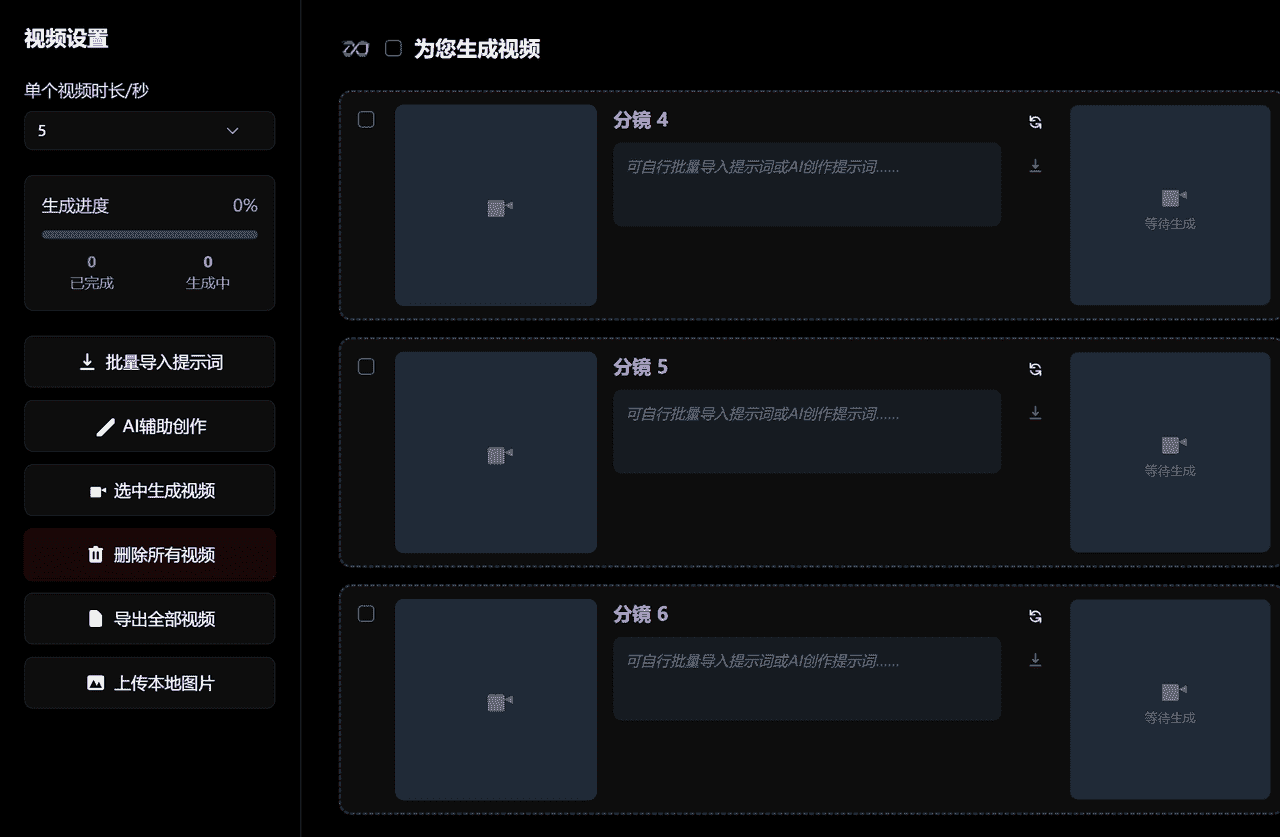 视频设置
单个视频时长/秒
5
生成进度 0%
0 0
已完成 生成中
批量导入提示词
AI辅助创作
选中生成视频
删除所有视频
导出全部视频
上传本地图片
为您生成视频
分镜 4
可自行批量导入提示词或AI创作提示词......
等待生成
分镜 5
可自行批量导入提示词或AI创作提示词......
等待生成
分镜 6
可自行批量导入提示词或AI创作提示词......
等待生成